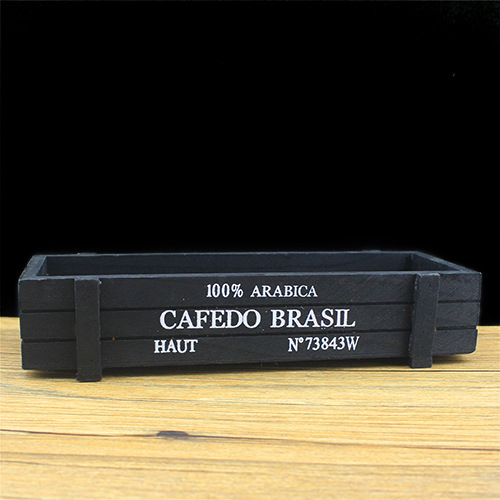 100% ARABICA
CAFEDO BRASIL
HAUT N°73843W